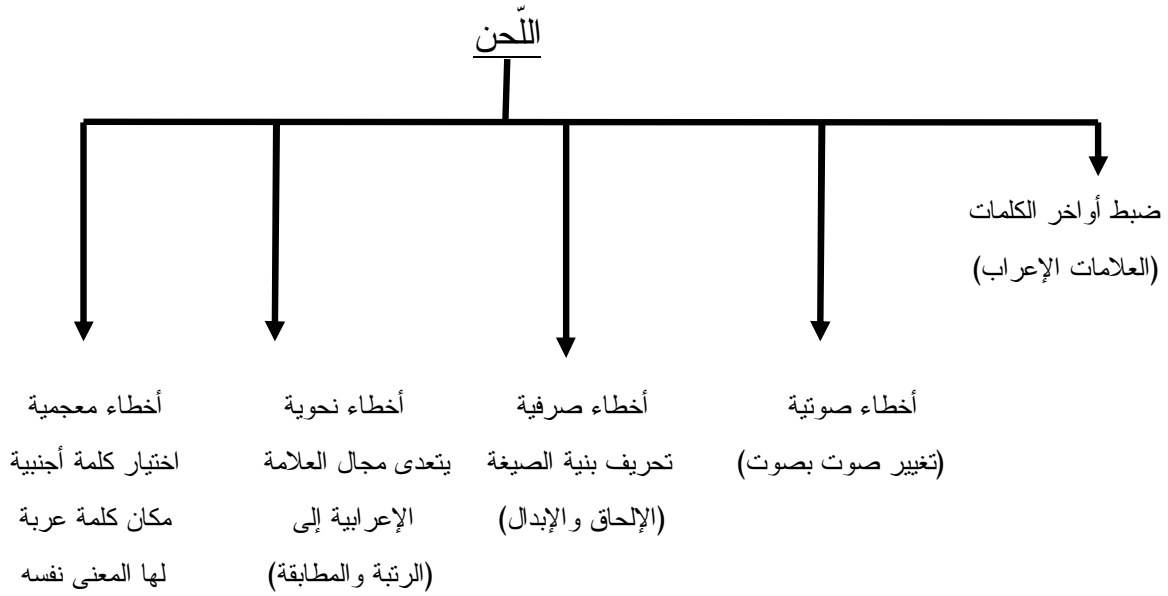 اللّحن
ضبط أواخر الكلمات
(العلامات الإعراب)
أخطاء صوتية
(تغيير صوت بصوت)
أخطاء صرفية
تحريف بنية الصيغة
(الإلحاق والإبدال)
أخطاء نحوية
يتعدى مجال العلامة
الإعرابية إلى
(الرتبة والمطابقة)
أخطاء معجمية
اختيار كلمة أجنبية
مكان كلمة عربة
لها المعنى نفسه